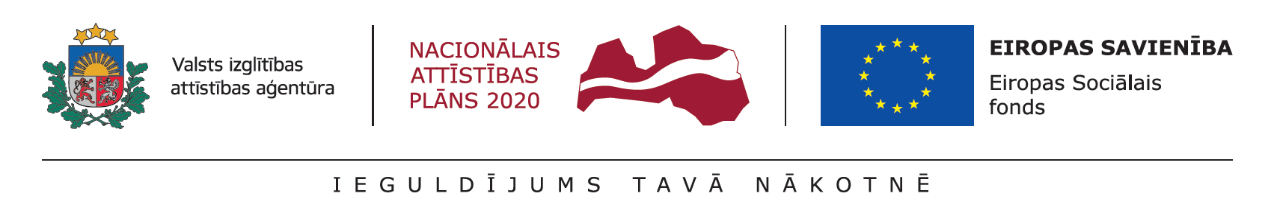 Valsts izglītības
attīstības aģentūra
NACIONĀLAIS
ATTĪSTĪBAS
PLĀNS 2020
EIROPAS SAVIENĪBA
Eiropas Sociālais
fonds
IEGULDĪJUMS TAVĀ NĀKOTNĒ